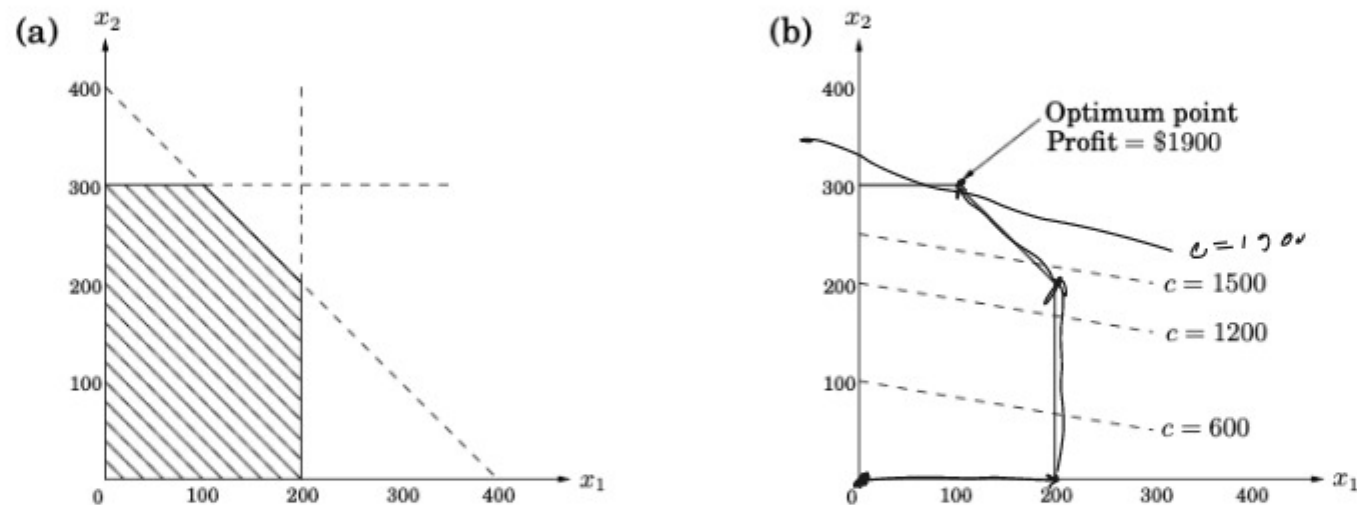 (a)
x₂
400
300
200
100
0 100 200 300 400 x₁
(b)
x₂
400
300
200
100
0 100 200 300 400 x₁
Optimum point
Profit = $1900
c = 1500
c = 1200
c = 600